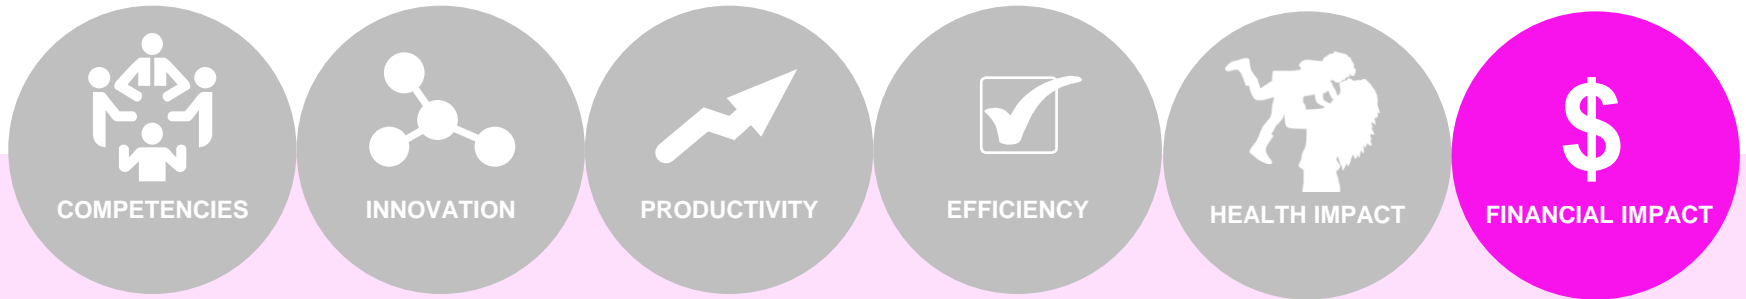 COMPETENCIES
INNOVATION
PRODUCTIVITY
EFFICIENCY
HEALTH IMPACT
$
FINANCIAL IMPACT